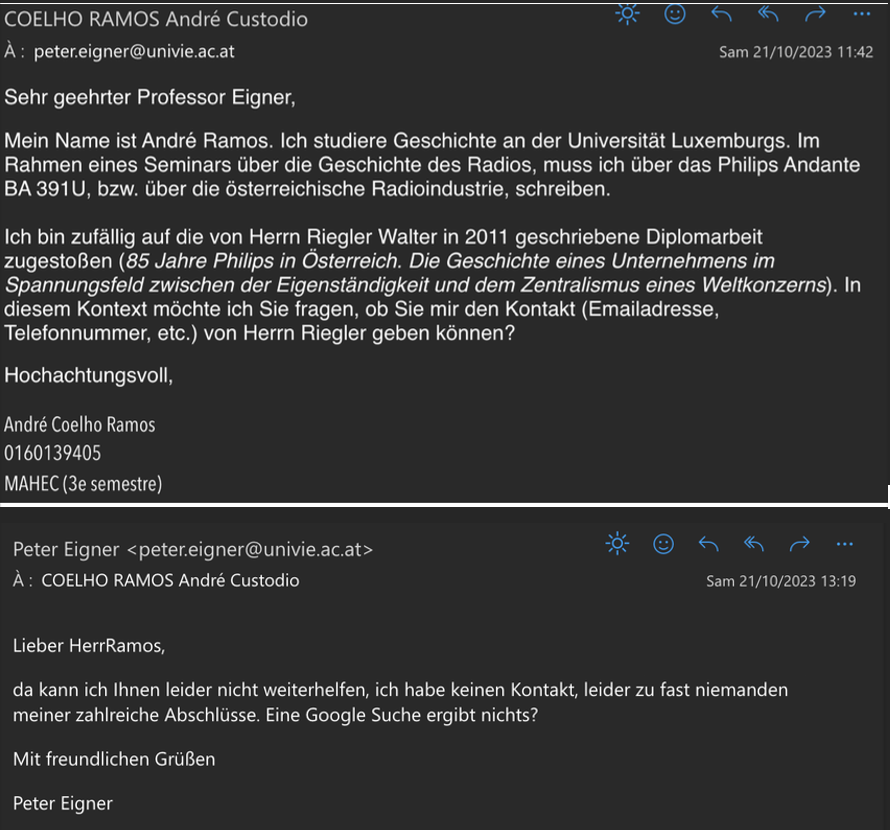 COELHO RAMOS André Custodio
À : peter.eigner@univie.ac.at
Sam 21/10/2023 11:42
Sehr geehrter Professor Eigner,
Mein Name ist André Ramos. Ich studiere Geschichte an der Universität Luxemburgs. Im
Rahmen eines Seminars über die Geschichte des Radios, muss ich über das Philips Andante
BA 391U, bzw. über die österreichische Radioindustrie, schreiben.
Ich bin zufällig auf die von Herrn Riegler Walter in 2011 geschriebene Diplomarbeit
zugestoßen (85 Jahre Philips in Österreich. Die Geschichte eines Unternehmens im
Spannungsfeld zwischen der Eigenständigkeit und dem Zentralismus eines Weltkonzerns). In
diesem Kontext möchte ich Sie fragen, ob Sie mir den Kontakt (Emailadresse,
Telefonnummer, etc.) von Herrn Riegler geben können?
Hochachtungsvoll,
André Coelho Ramos
0160139405
MAHEC (3e semestre)
Peter Eigner <peter.eigner@univie.ac.at>
À : COELHO RAMOS André Custodio
Sam 21/10/2023 13:19
Lieber HerrRamos,
da kann ich Ihnen leider nicht weiterhelfen, ich habe keinen Kontakt, leider zu fast niemanden
meiner zahlreiche Abschlüsse. Eine Google Suche ergibt nichts?
Mit freundlichen Grüßen
Peter Eigner